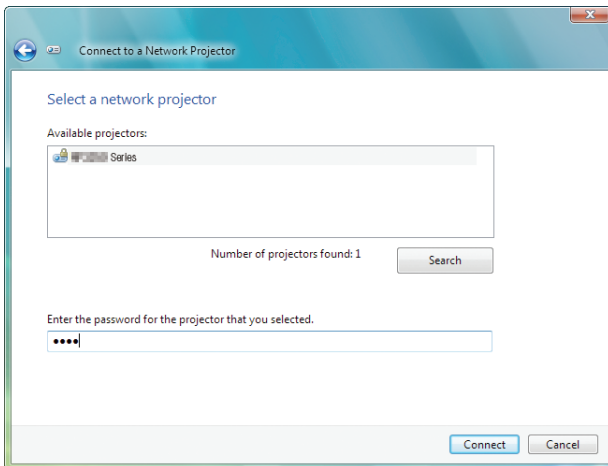 Connect to a Network Projector
Select a network projector
Available projectors:
Series
Number of projectors found: 1
Search
Enter the password for the projector that you selected.
••••
Connect
Cancel